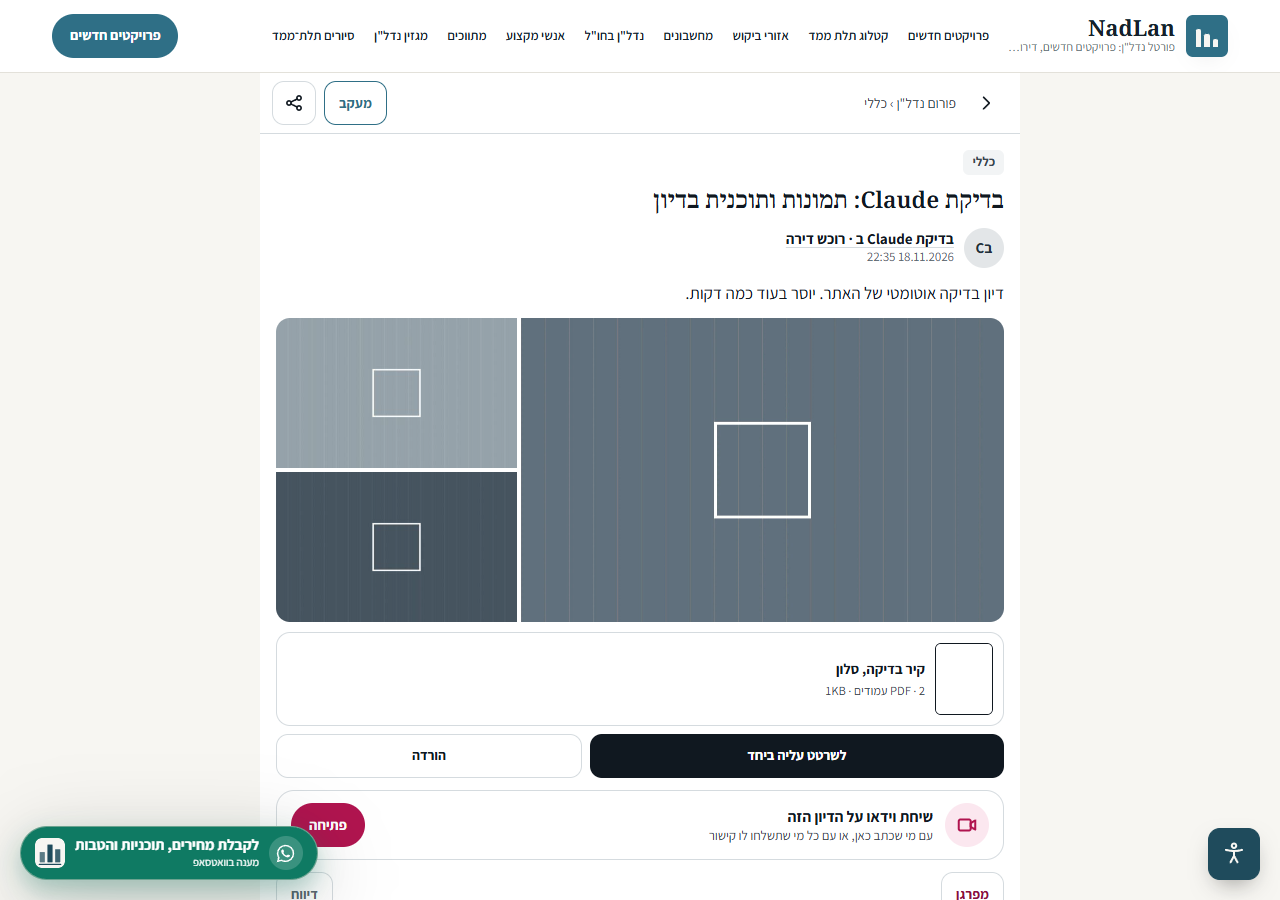 NadLan
פורטל נדל"ן: פרויקטים חדשים, דירו...
פרויקטים חדשים
קטלוג תלת ממד
אזורי ביקוש
מחשבונים
נדל"ן בחו"ל
אנשי מקצוע
מתווכים
מגזין נדל"ן
סיורים תלת־ממד
פרויקטים חדשים
פורום נדל"ן › כללי
מעקב
כללי
בדיקת Claude: תמונות ותוכנית בדיון
בC
בדיקת Claude ב · רוכש דירה
18.11.2026 22:35
דיון בדיקה אוטומטי של האתר. יוסר בעוד כמה דקות.
קיר בדיקה, סלון
PDF · 2 עמודים · 1KB
לשרטט עליה ביחד
הורדה
שיחת וידאו על הדיון הזה
עם מי שכתב כאן, או עם כל מי שתשלחו לו קישור
פתיחה
לקבלת מחירים, תוכניות והטבות
מענה בוואטסאפ
מפרגן
דיווח